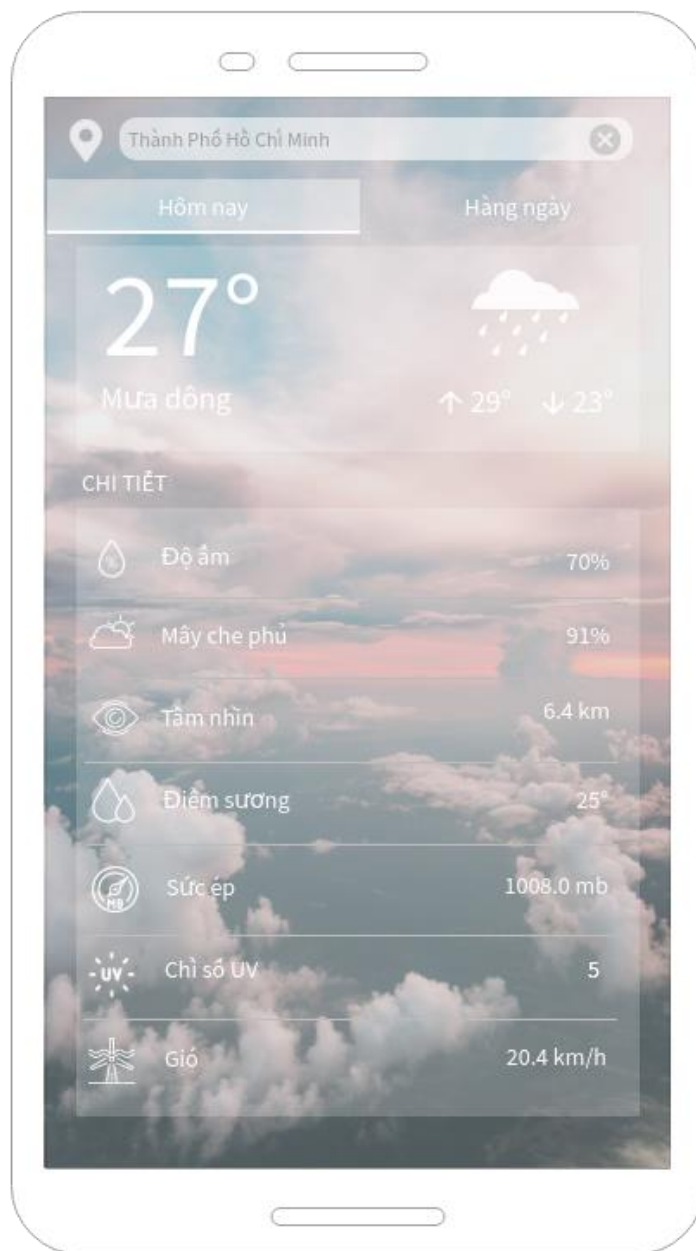 Thành Phố Hồ Chí Minh
Hôm nay Hàng ngày
27°
Mưa dông
↑ 29° ↓ 23°
CHI TIẾT
Độ ẩm 70%
Mây che phủ 91%
Tầm nhìn 6.4 km
Điểm sương 25°
Sức ép 1008.0 mb
MB
UV Chỉ số UV 5
Gió 20.4 km/h